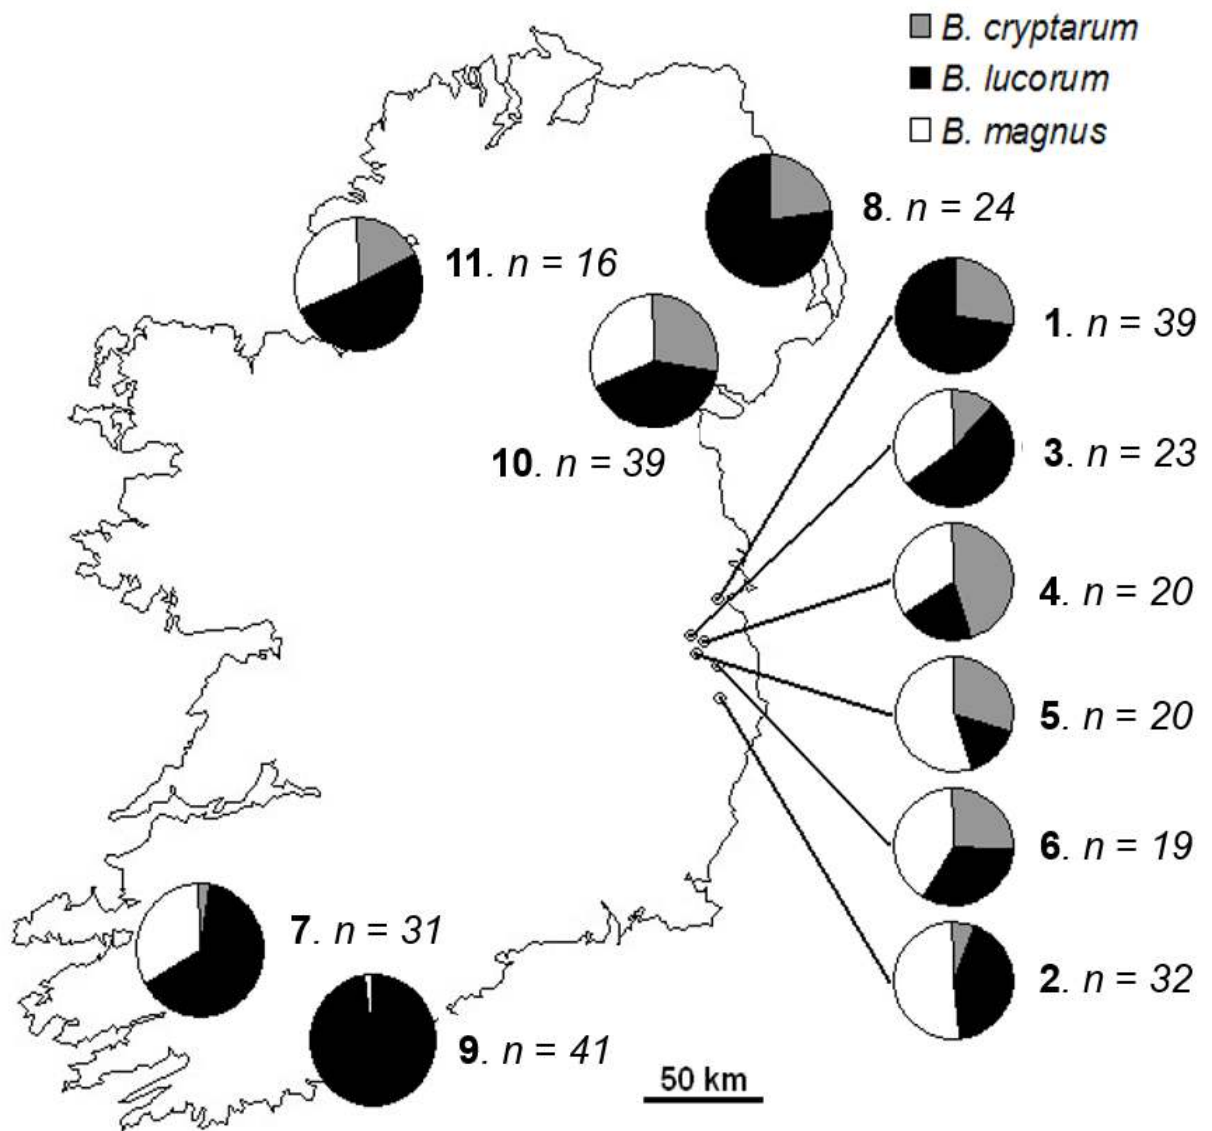 B. cryptarum
B. lucorum
B. magnus
8. n = 24
11. n = 16
1. n = 39
3. n = 23
10. n = 39
4. n = 20
5. n = 20
6. n = 19
7. n = 31
2. n = 32
9. n = 41
50 km